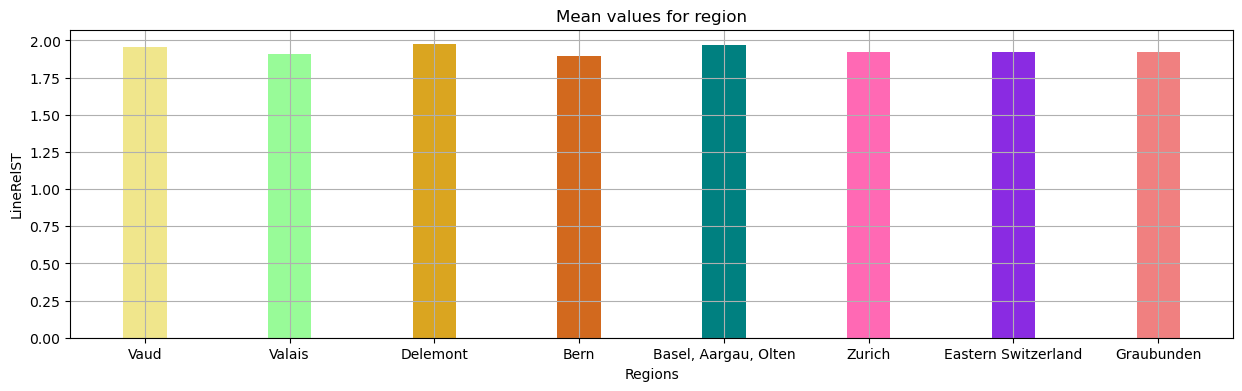 Mean values for region
LineRelST
2.00
1.75
1.50
1.25
1.00
0.75
0.50
0.25
0.00
Vaud Valais Delemont Bern Basel, Aargau, Olten Zurich Eastern Switzerland Graubunden
Regions